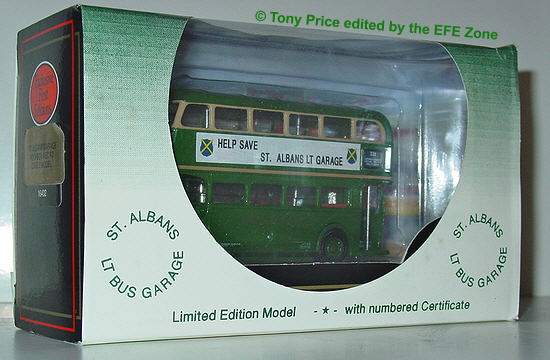 © Tony Price edited by the EFE Zone
HELP SAVE
ST. ALBANS LT GARAGE
ST. ALBANS
LT BUS GARAGE
ST. ALBANS
LT BUS GARAGE
Limited Edition Model - ★ - with numbered Certificate